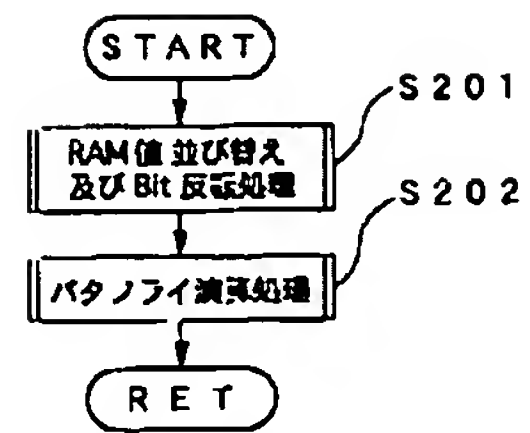 START
S201
RAM値 並び替え
及び Bit 反転処理
S202
バタフライ演算処理
RET